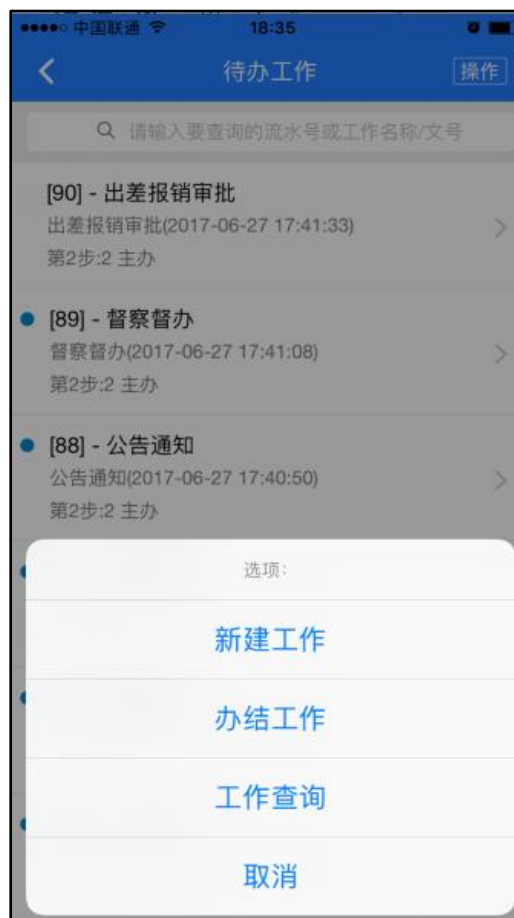 中国联通
18:35
待办工作
操作
请输入要查询的流水号或工作名称/文号
[90] - 出差报销审批
出差报销审批(2017-06-27 17:41:33)
第2步:2 主办
[89] - 督察督办
督察督办(2017-06-27 17:41:08)
第2步:2 主办
[88] - 公告通知
公告通知(2017-06-27 17:40:50)
第2步:2 主办
选项:
新建工作
办结工作
工作查询
取消